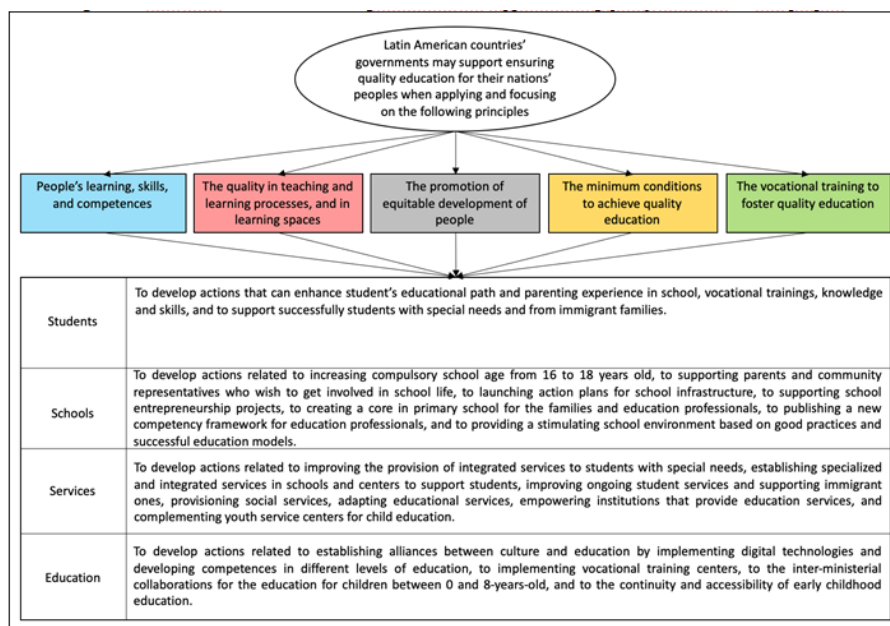 Latin American countries'
governments may support ensuring
quality education for their nations'
peoples when applying and focusing
on the following principles
People's learning, skills,
and competences
The quality in teaching and
learning processes, and in
learning spaces
The promotion of
equitable development of
people
The minimum conditions
to achieve quality
education
The vocational training to
foster quality education
Students
To develop actions that can enhance student's educational path and parenting experience in school, vocational trainings, knowledge
and skills, and to support successfully students with special needs and from immigrant families.
Schools
To develop actions related to increasing compulsory school age from 16 to 18 years old, to supporting parents and community
representatives who wish to get involved in school life, to launching action plans for school infrastructure, to supporting school
entrepreneurship projects, to creating a core in primary school for the families and education professionals, to publishing a new
competency framework for education professionals, and to providing a stimulating school environment based on good practices and
successful education models.
Services
To develop actions related to improving the provision of integrated services to students with special needs, establishing specialized
and integrated services in schools and centers to support students, improving ongoing student services and supporting immigrant
ones, provisioning social services, adapting educational services, empowering institutions that provide education services, and
complementing youth service centers for child education.
Education
To develop actions related to establishing alliances between culture and education by implementing digital technologies and
developing competences in different levels of education, to implementing vocational training centers, to the inter-ministerial
collaborations for the education for children between 0 and 8-years-old, and to the continuity and accessibility of early childhood
education.